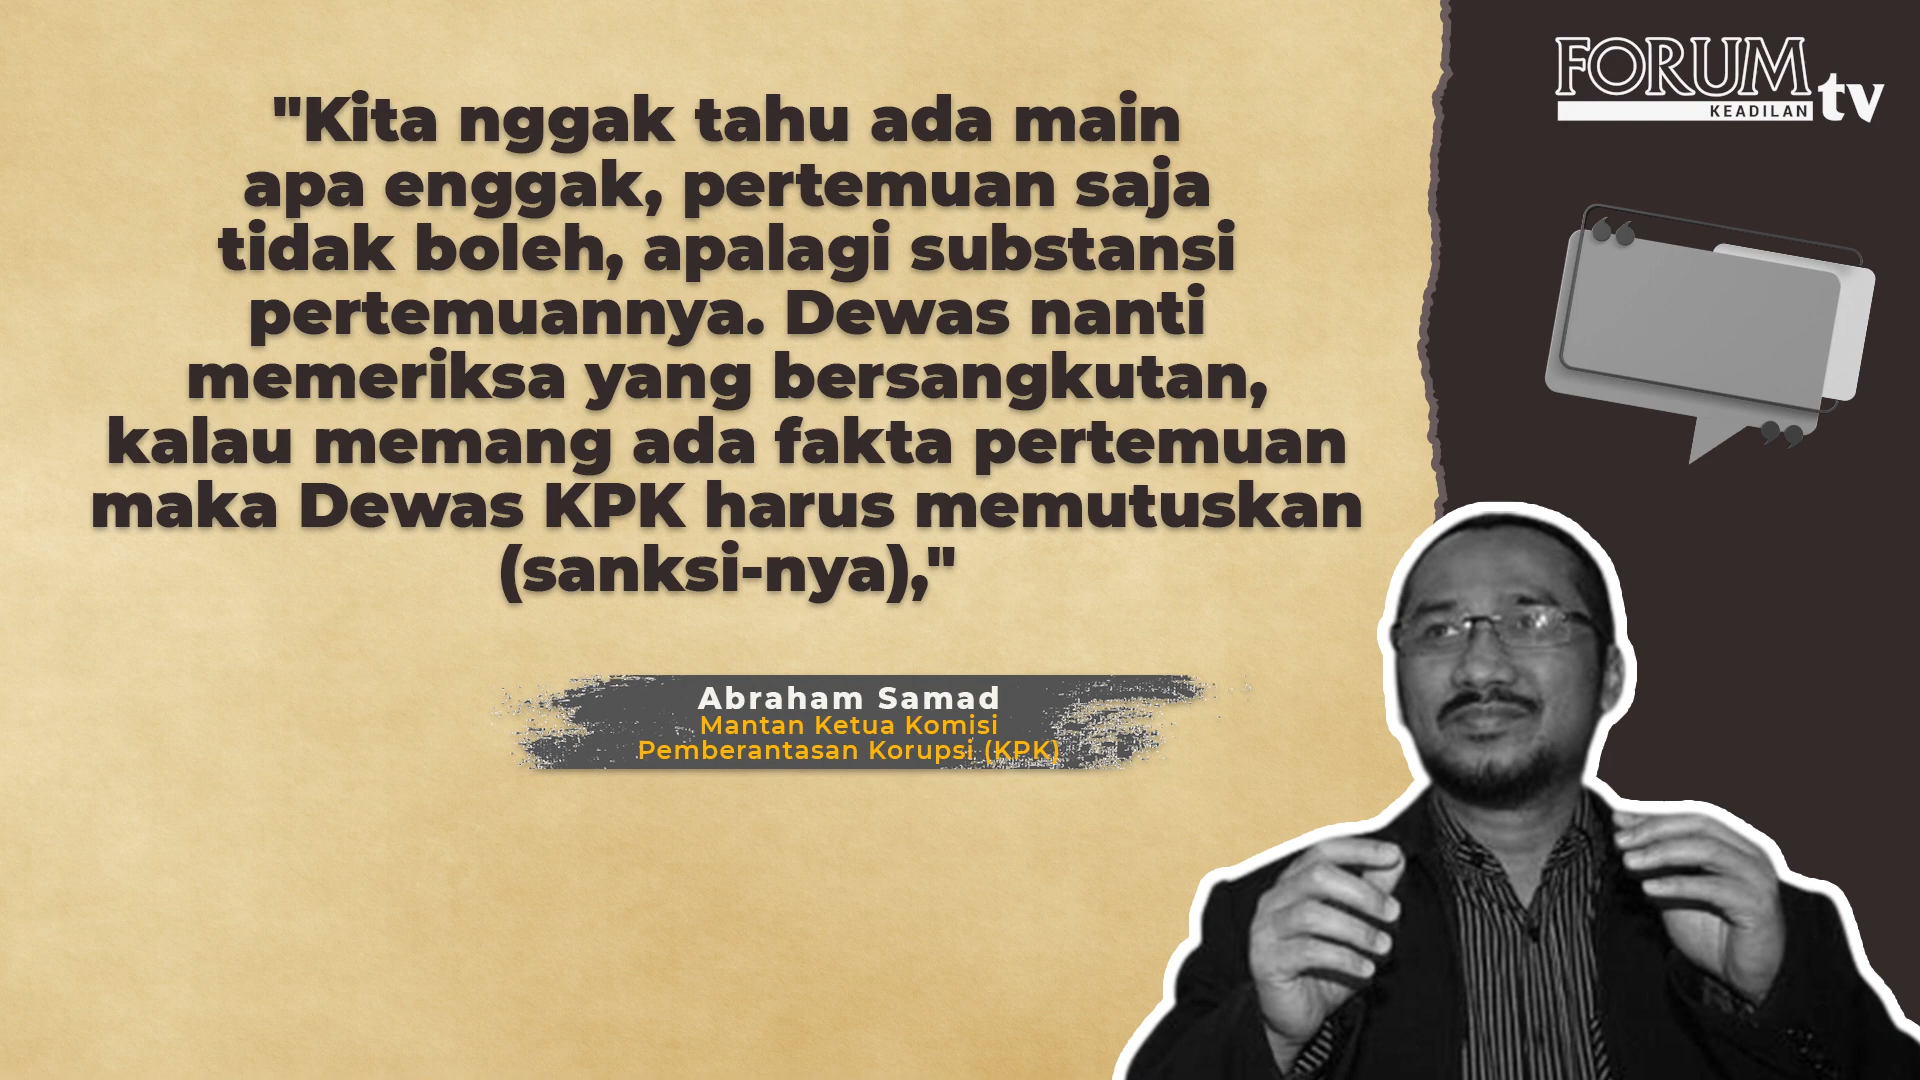 FORUM
KEADILAN
tv
"Kita nggak tahu ada main
apa enggak, pertemuan saja
tidak boleh, apalagi substansi
pertemuannya. Dewas nanti
memeriksa yang bersangkutan,
kalau memang ada fakta pertemuan
maka Dewas KPK harus memutuskan
(sanksi-nya),"
Abraham Samad
Mantan Ketua Komisi
Pemberantasan Korupsi (KPK)